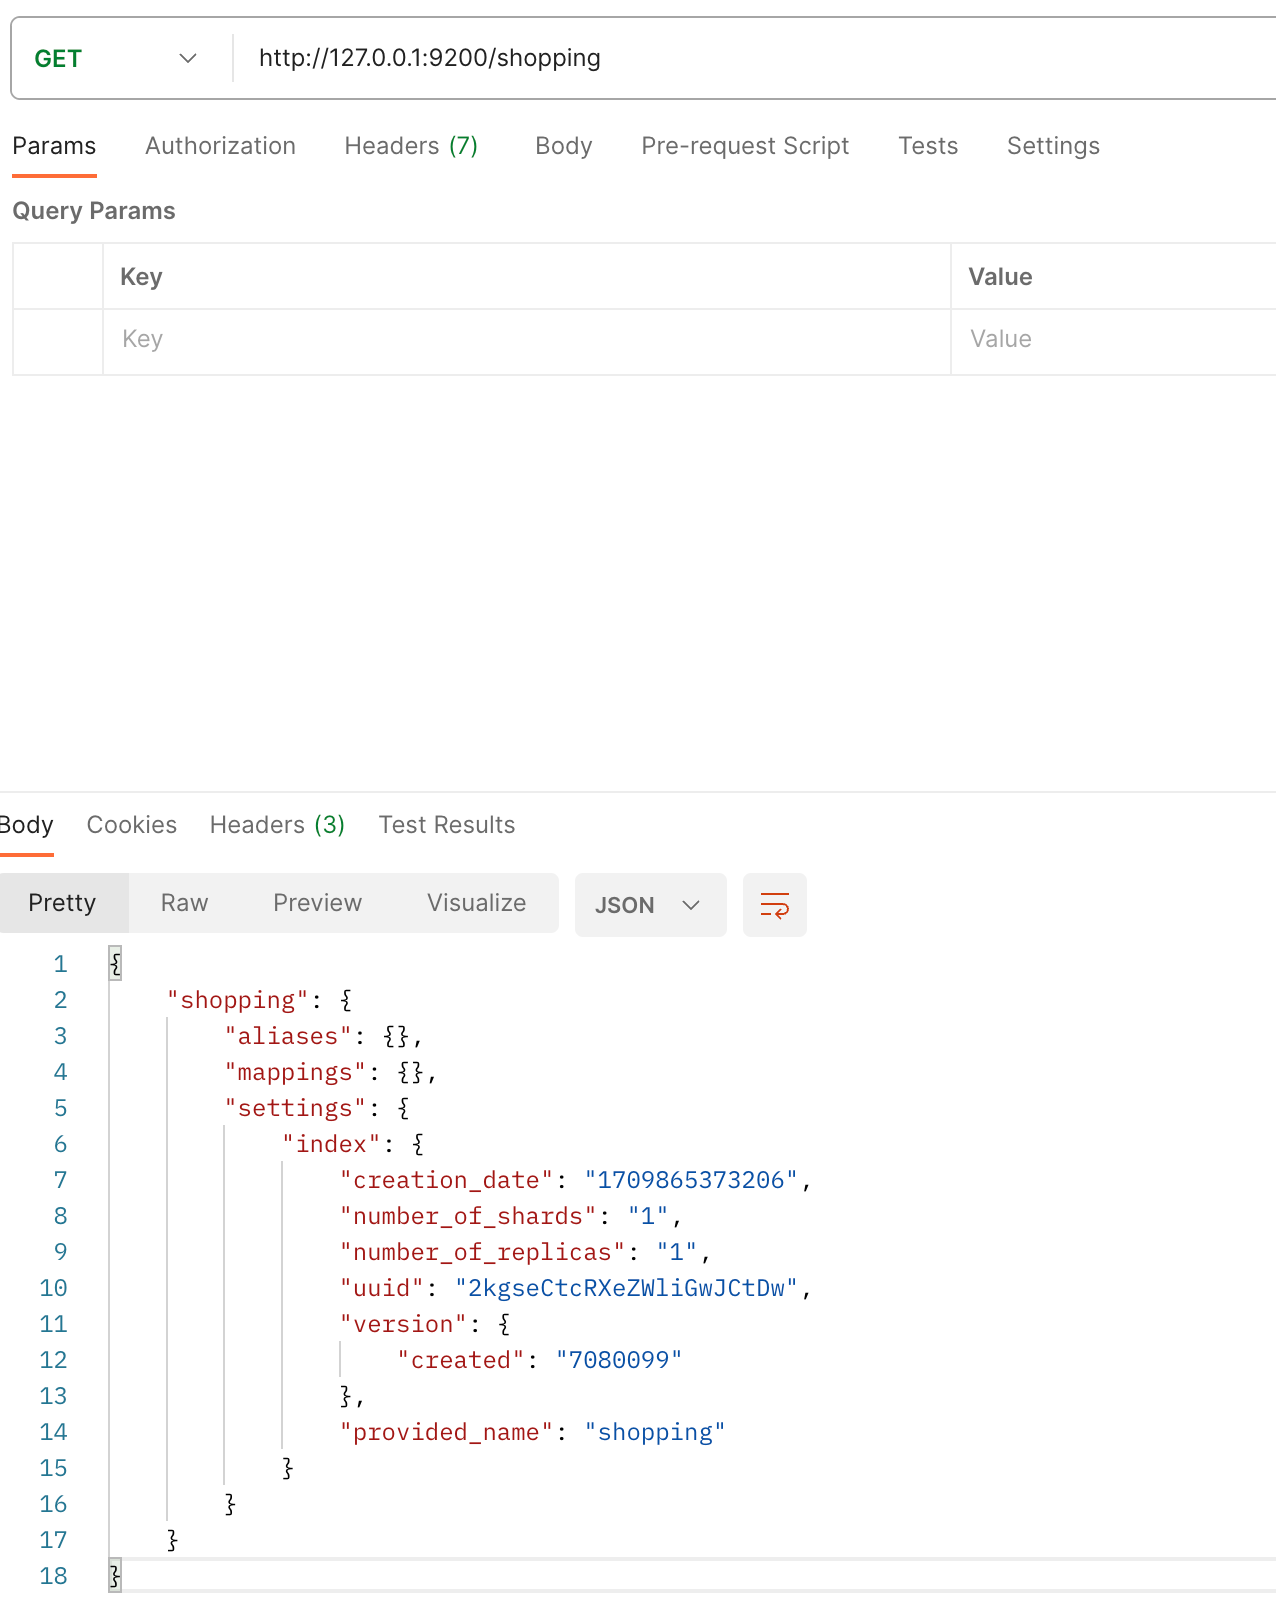 GET http://127.0.0.1:9200/shopping
Params Authorization Headers (7) Body Pre-request Script Tests Settings
Query Params
Key Value
Key Value
Body Cookies Headers (3) Test Results
Pretty Raw Preview Visualize JSON
1 {
2 "shopping": {
3 "aliases": {},
4 "mappings": {},
5 "settings": {
6 "index": {
7 "creation_date": "1709865373206",
8 "number_of_shards": "1",
9 "number_of_replicas": "1",
10 "uuid": "2kgseCtcRXeZWliGwJCtDw",
11 "version": {
12 "created": "7080099"
13 },
14 "provided_name": "shopping"
15 }
16 }
17 }
18 }